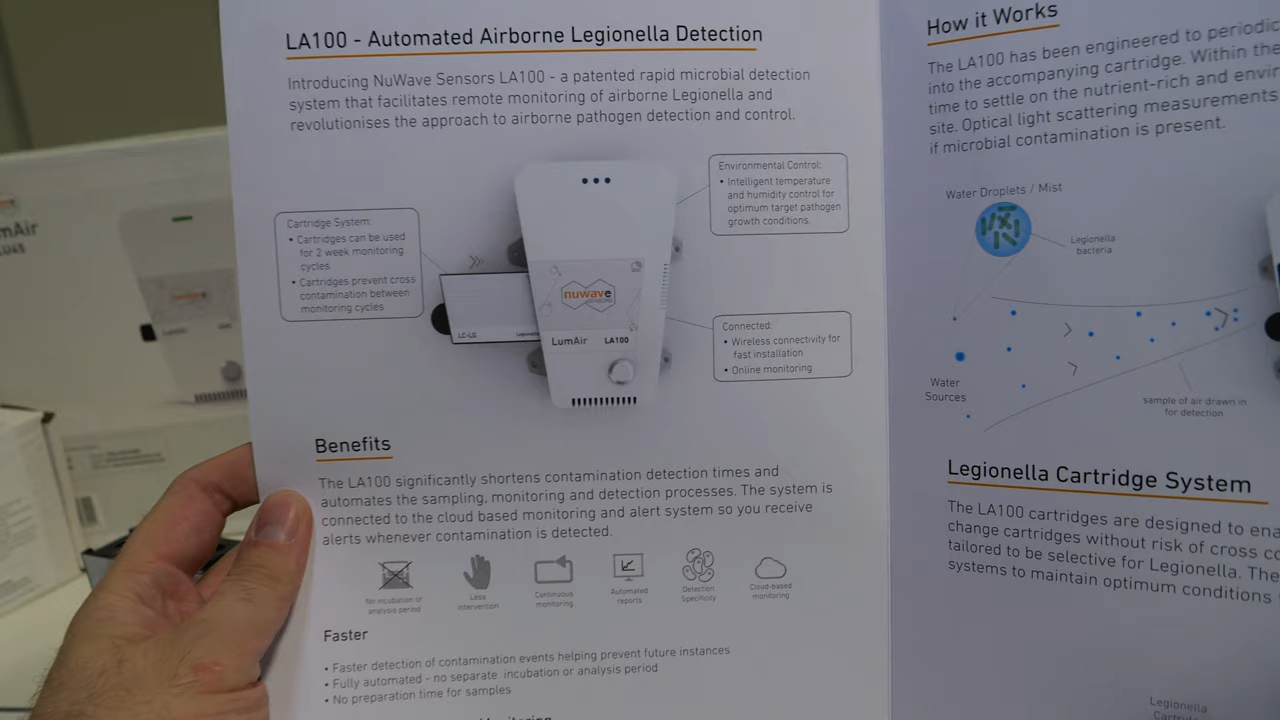 LA100 - Automated Airborne Legionella Detection
Introducing NuWave Sensors LA100 - a patented rapid microbial detection
system that facilitates remote monitoring of airborne Legionella and
revolutionises the approach to airborne pathogen detection and control.
Environmental Control:
• Intelligent temperature
and humidity control for
optimum target pathogen
growth conditions.
Cartridge System:
• Cartridges can be used
for 2 week monitoring
cycles
• Cartridges prevent cross
contamination between
monitoring cycles
nuwave
SENSORS
LC-LG
Legionella
LumAir LA100
Connected:
• Wireless connectivity for
fast installation
• Online monitoring
Benefits
The LA100 significantly shortens contamination detection times and
automates the sampling, monitoring and detection processes. The system is
connected to the cloud based monitoring and alert system so you receive
alerts whenever contamination is detected.
No incubation or
analysis period
Less
intervention
Continuous
monitoring
Automated
reports
Detection
Specificity
Cloud-based
monitoring
Faster
• Faster detection of contamination events helping prevent future instances
• Fully automated - no separate incubation or analysis period
• No preparation time for samples
How it Works
The LA100 has been engineered to periodic
into the accompanying cartridge. Within the
time to settle on the nutrient-rich and envir
site. Optical light scattering measurements
if microbial contamination is present.
Water Droplets / Mist
Legionella
bacteria
Water
Sources
sample of air drawn in
for detection
Legionella Cartridge System
The LA100 cartridges are designed to ena
change cartridges without risk of cross co
tailored to be selective for Legionella. The
systems to maintain optimum conditions
Legionella
mAir